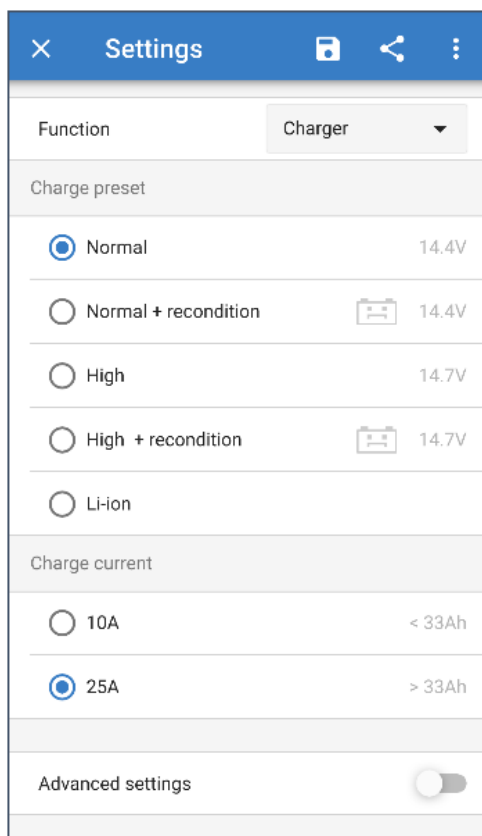 Settings
Function Charger
Charge preset
Normal 14.4V
Normal + recondition 14.4V
High 14.7V
High + recondition 14.7V
Li-ion
Charge current
10A < 33Ah
25A > 33Ah
Advanced settings